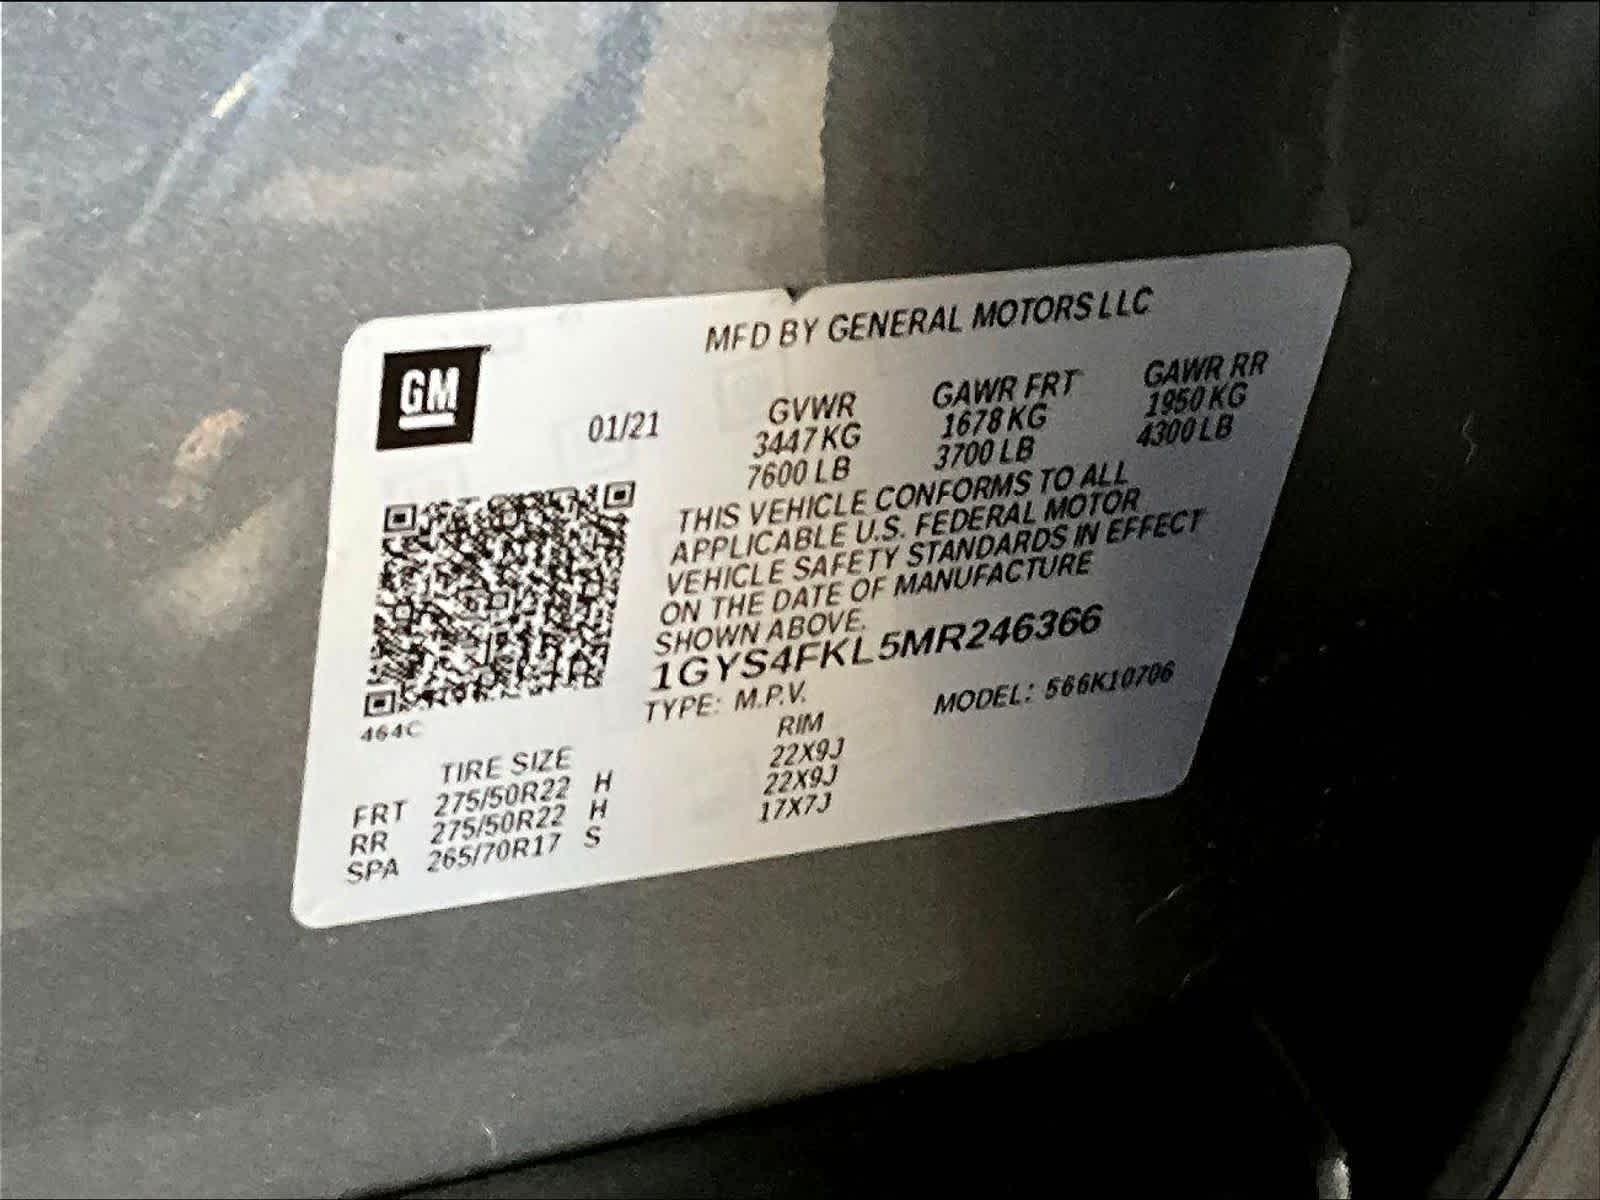 MFD BY GENERAL MOTORS LLC
GM
01/21
GVWR GAWR FRT GAWR RR
3447 KG 1678 KG 1950 KG
7600 LB 3700 LB 4300 LB
THIS VEHICLE CONFORMS TO ALL
APPLICABLE U.S. FEDERAL MOTOR
VEHICLE SAFETY STANDARDS IN EFFECT
ON THE DATE OF MANUFACTURE
SHOWN ABOVE.
1GYS4FKL5MR246366
TYPE: M.P.V. MODEL: 566K10706
464C
TIRE SIZE RIM
FRT 275/50R22 H 22X9J
RR 275/50R22 H 22X9J
SPA 265/70R17 S 17X7J